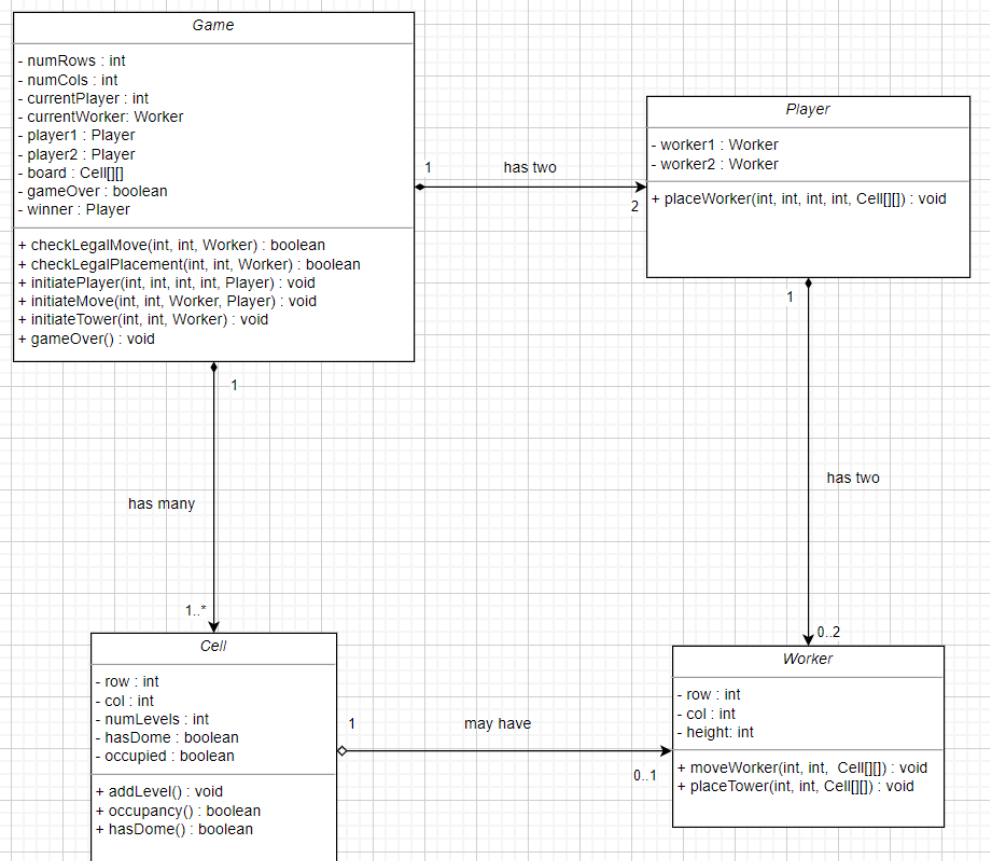 Game
- numRows : int
- numCols : int
- currentPlayer : int
- currentWorker: Worker
- player1 : Player
- player2 : Player
- board : Cell[][]
- gameOver : boolean
- winner : Player
+ checkLegalMove(int, int, Worker) : boolean
+ checkLegalPlacement(int, int, Worker) : boolean
+ initiatePlayer(int, int, int, int, Player) : void
+ initiateMove(int, int, Worker, Player) : void
+ initiateTower(int, int, Worker) : void
+ gameOver() : void
1
has two
2
Player
- worker1 : Worker
- worker2 : Worker
+ placeWorker(int, int, int, int, Cell[][]) : void
1
has many
1..*
1
has two
0..2
Cell
- row : int
- col : int
- numLevels : int
- hasDome : boolean
- occupied : boolean
+ addLevel() : void
+ occupancy() : boolean
+ hasDome() : boolean
1
may have
0..1
Worker
- row : int
- col : int
- height: int
+ moveWorker(int, int,  Cell[][]) : void
+ placeTower(int, int, Cell[][]) : void